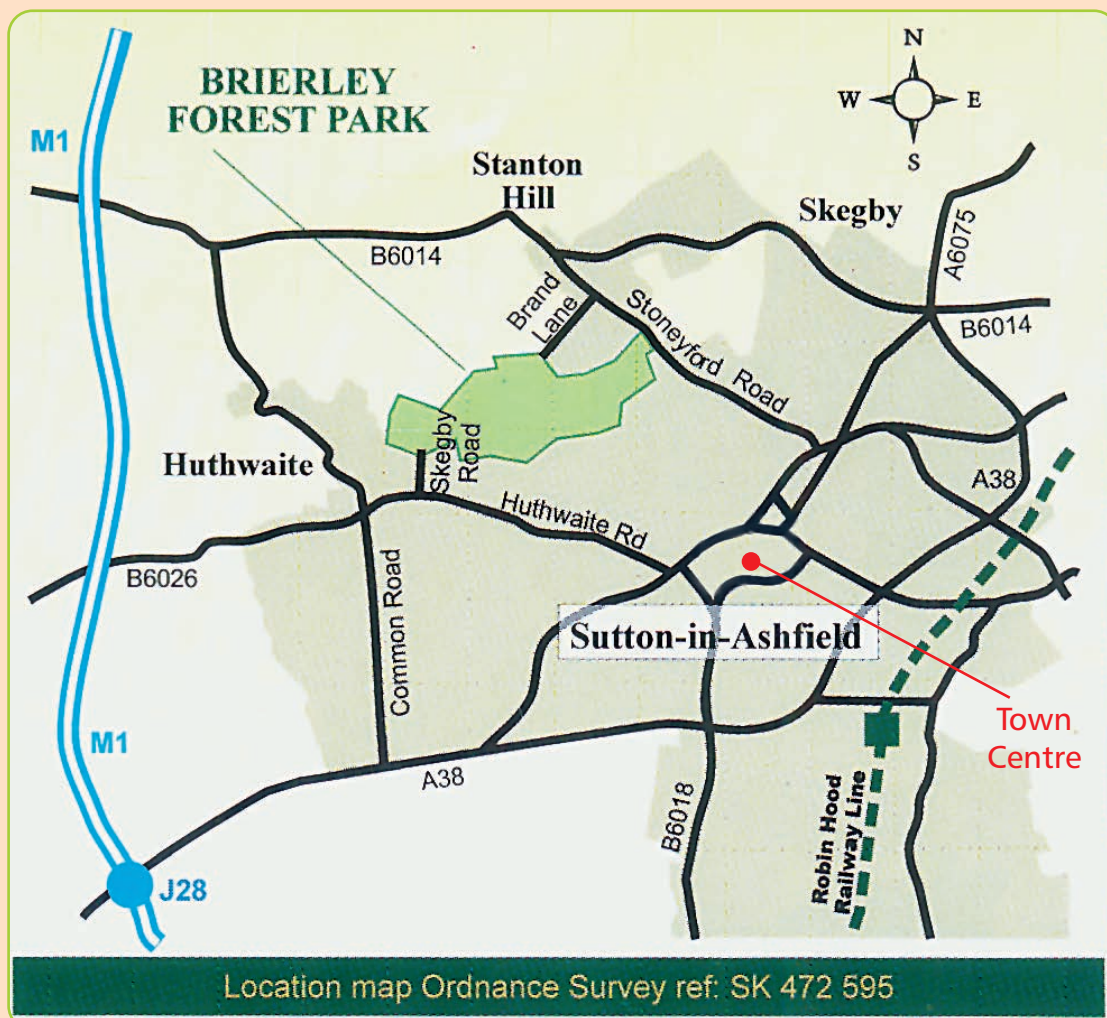 BRIERLEY
FOREST PARK
N
W
E
S
M1
Stanton
Hill
Skegby
A6075
B6014
Brand
Lane
Stoneyford Road
B6014
Skegby
Road
Huthwaite
A38
Huthwaite Rd
B6026
Common Road
Sutton-in-Ashfield
Town
Centre
M1
A38
B6018
Robin Hood
Railway Line
J28
Location map Ordnance Survey ref: SK 472 595